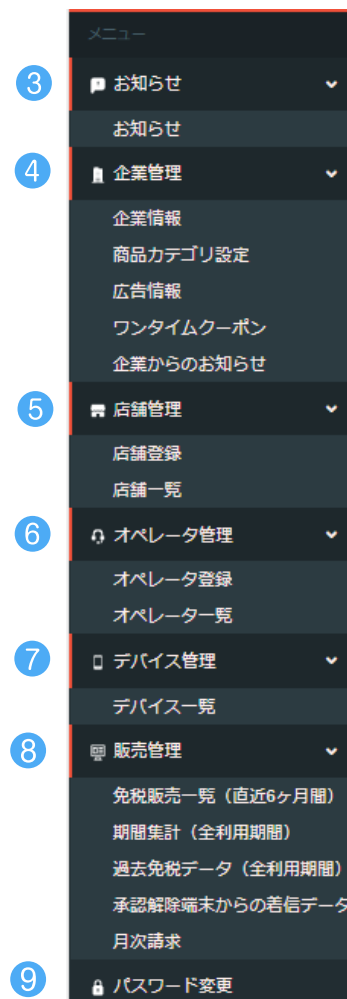 メニュー
3 お知らせ
お知らせ
4 企業管理
企業情報
商品カテゴリ設定
広告情報
ワンタイムクーポン
企業からのお知らせ
5 店舗管理
店舗登録
店舗一覧
6 オペレータ管理
オペレータ登録
オペレーター覧
7 デバイス管理
デバイス一覧
8 販売管理
免税販売一覧（直近6ヶ月間）
期間集計（全利用期間）
過去免税データ（全利用期間）
承認解除端末からの着信データ
月次請求
9 パスワード変更